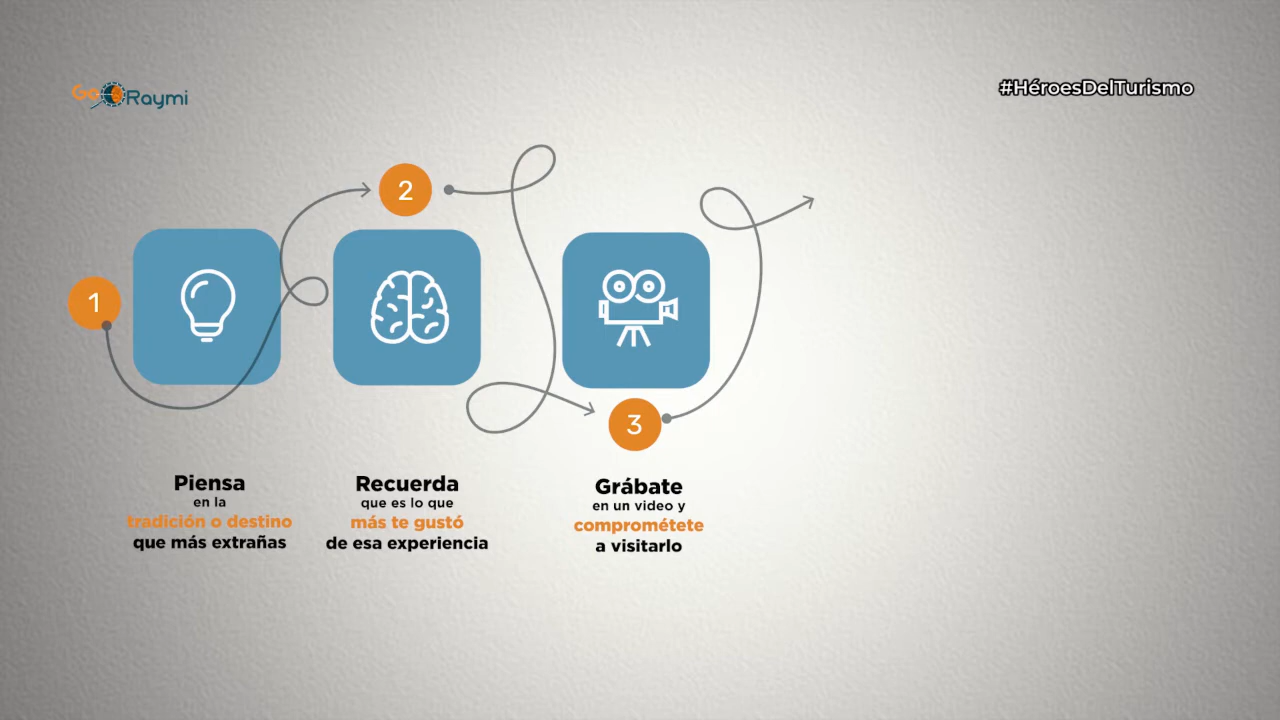 GeoRaymi
#HéroesDelTurismo
1
2
3
Piensa
en la
tradición o destino
que más extrañas
Recuerda
que es lo que
más te gustó
de esa experiencia
Grábate
en un video y
comprométete
a visitarlo